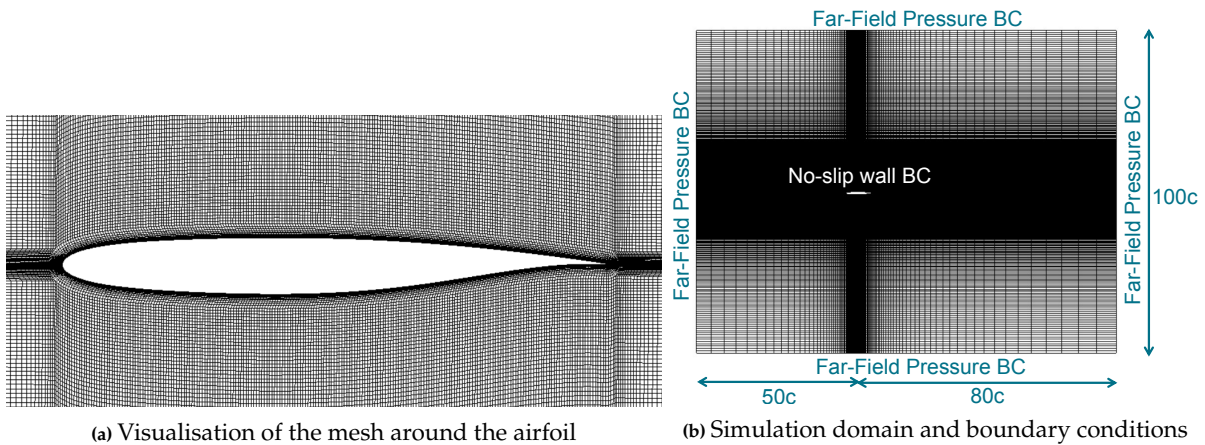 Far-Field Pressure BC
Far-Field Pressure BC
No-slip wall BC
100c
Far-Field Pressure BC
Far-Field Pressure BC
50c
80c
(a) Visualisation of the mesh around the airfoil
(b) Simulation domain and boundary conditions